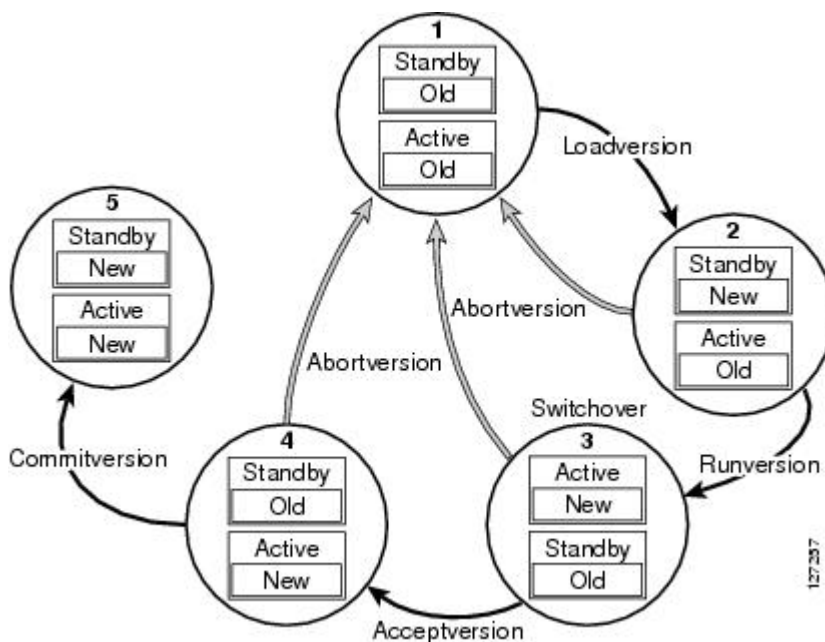 1
Standby
Old
Active
Old
Loadversion
2
Standby
New
Active
Old
5
Standby
New
Active
New
Abortversion
Abortversion
Switchover
3
Active
New
Standby
Old
Runversion
4
Standby
Old
Active
New
Commitversion
Acceptversion
127257